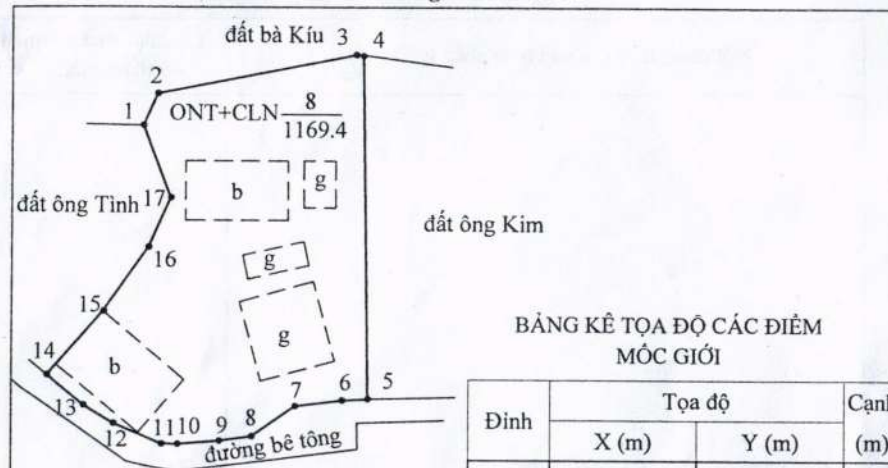 đất bà Kíu
3
4
2
1
ONT+CLN 8
1169.4
17
b
g
đất ông Tình
đất ông Kim
16
g
15
g
14
b
BẢNG KÊ TỌA ĐỘ CÁC ĐIỂM
MỐC GIỚI
13
12
11
10
9
8
7
6
5
đường bê tông
Đỉnh
Tọa độ
Cạnh
X (m)
Y (m)
(m)